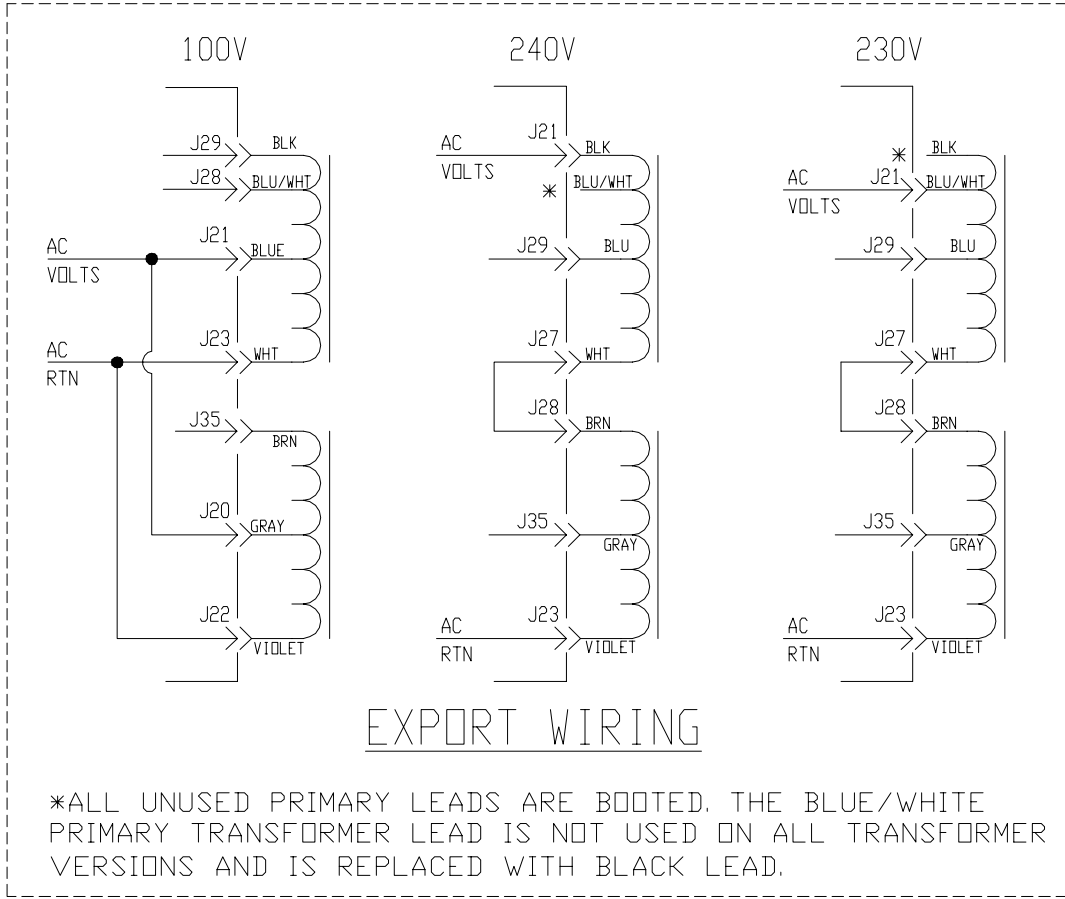 100V
240V
230V
J29
BLK
J28
BLU/WHT
AC
VOLTS
J21
BLUE
AC
RTN
J23
WHT
J35
BRN
J20
GRAY
J22
VIOLET
AC
VOLTS
J21
BLK
*
BLU/WHT
J29
BLU
J27
WHT
J28
BRN
J35
GRAY
AC
RTN
J23
VIOLET
*
BLK
AC
VOLTS
J21
BLU/WHT
J29
BLU
J27
WHT
J28
BRN
J35
GRAY
AC
RTN
J23
VIOLET
EXPORT WIRING
*ALL UNUSED PRIMARY LEADS ARE BOOTED. THE BLUE/WHITE
PRIMARY TRANSFORMER LEAD IS NOT USED ON ALL TRANSFORMER
VERSIONS AND IS REPLACED WITH BLACK LEAD.